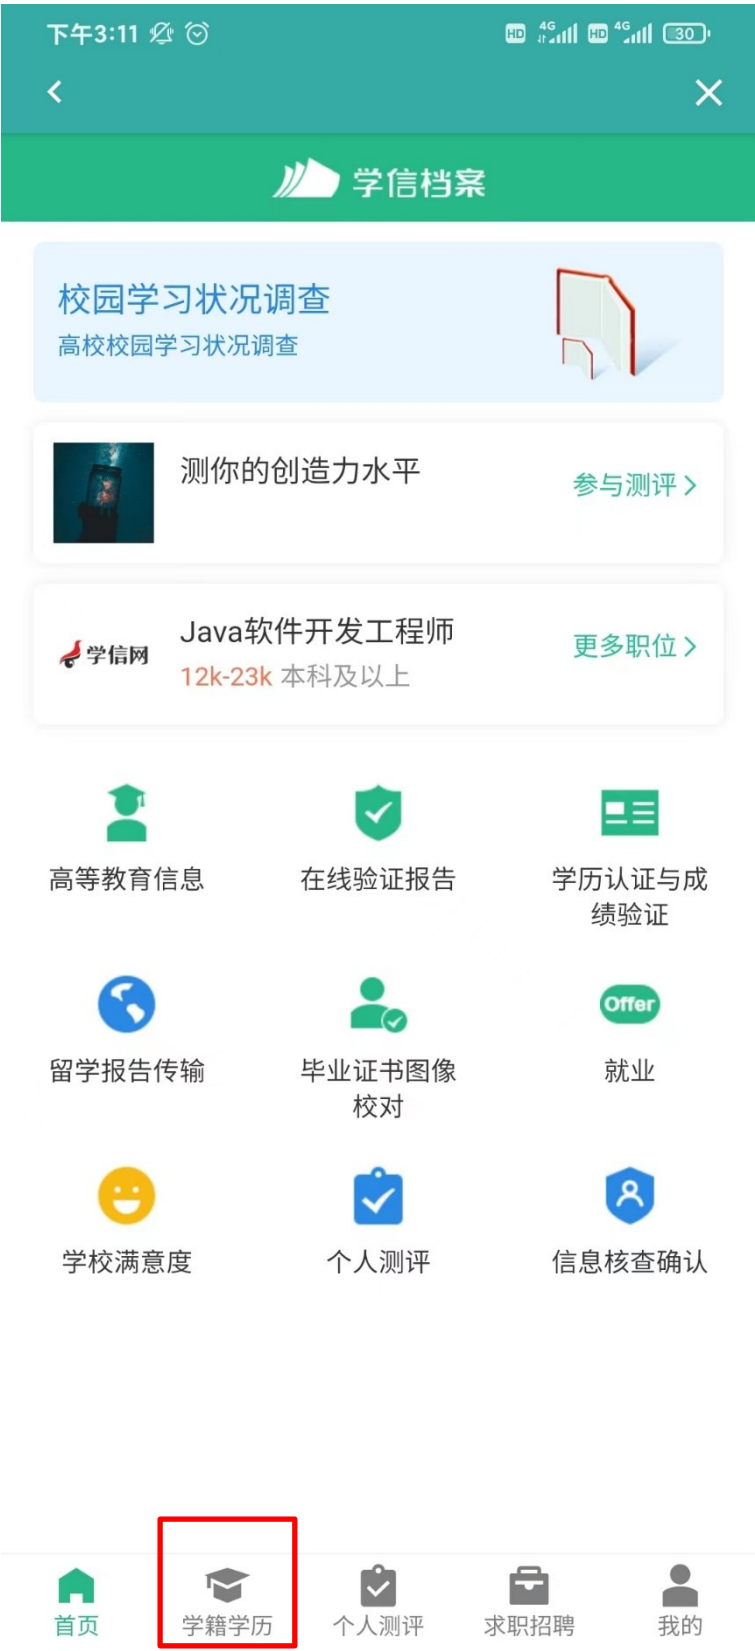 下午3:11
HD 4G HD 4G 30
学信档案
校园学习状况调查
高校校园学习状况调查
测你的创造力水平
参与测评
学信网
Java软件开发工程师
更多职位
12k-23k 本科及以上
高等教育信息
在线验证报告
学历认证与成
绩验证
留学报告传输
毕业证书图像
校对
Offer
就业
学校满意度
个人测评
信息核查确认
首页
学籍学历
个人测评
求职招聘
我的